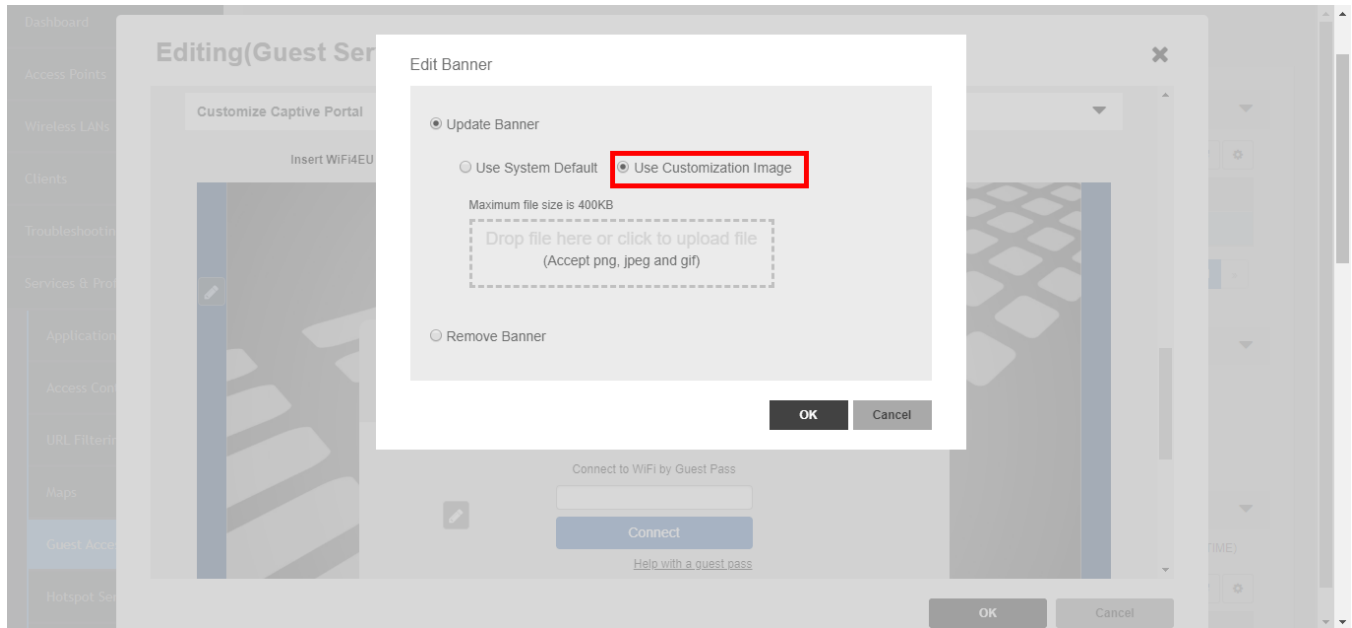 Dashboard
Access Points
Wireless LANs
Clients
Troubleshootin
Services & Pro
Application
Access Con
URL Filterin
Maps
Guest Acce
Hotspot Ser
Editing(Guest Ser
Customize Captive Portal
Insert WiFi4EU
Edit Banner
Update Banner
Use System Default
Use Customization Image
Maximum file size is 400KB
Drop file here or click to upload file
(Accept png, jpeg and gif)
Remove Banner
OK Cancel
Connect to WiFi by Guest Pass
Connect
Help with a guest pass
TIME)
OK Cancel